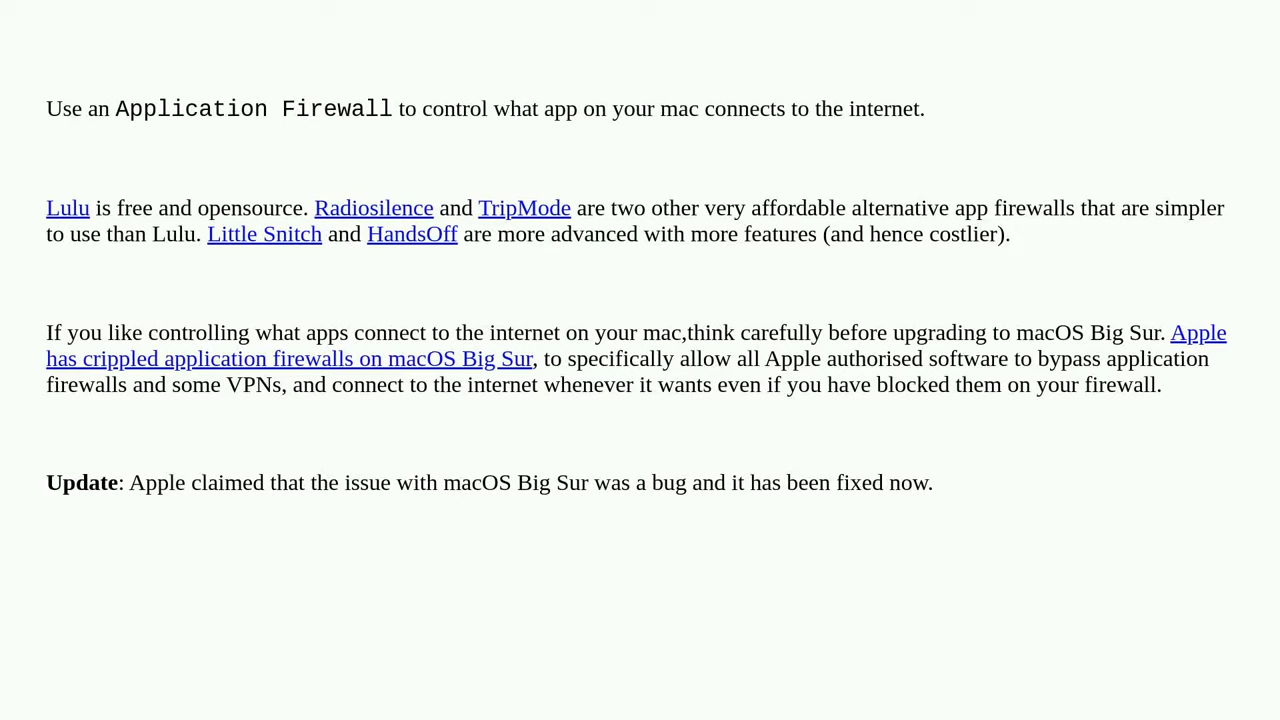 Use an Application Firewall to control what app on your mac connects to the internet.
Lulu is free and opensource. Radiosilence and TripMode are two other very affordable alternative app firewalls that are simpler
to use than Lulu. Little Snitch and HandsOff are more advanced with more features (and hence costlier).
If you like controlling what apps connect to the internet on your mac,think carefully before upgrading to macOS Big Sur. Apple
has crippled application firewalls on macOS Big Sur, to specifically allow all Apple authorised software to bypass application
firewalls and some VPNs, and connect to the internet whenever it wants even if you have blocked them on your firewall.
Update: Apple claimed that the issue with macOS Big Sur was a bug and it has been fixed now.